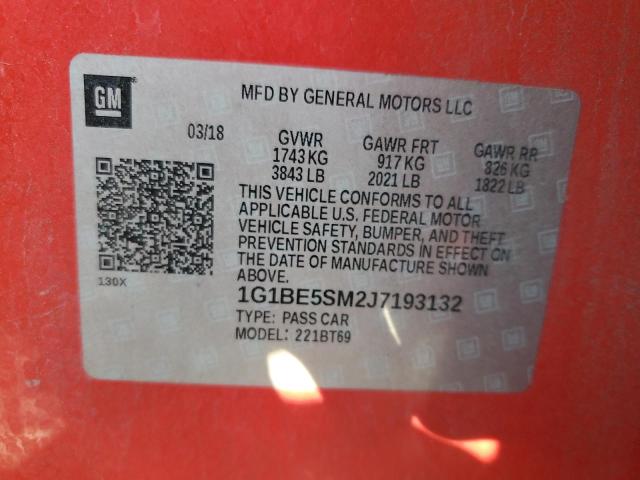 GM
MFD BY GENERAL MOTORS LLC
03/18 GVWR GAWR FRT GAWR RR
1743 KG 917 KG 826 KG
3843 LB 2021 LB 1822 LB
THIS VEHICLE CONFORMS TO ALL
APPLICABLE U.S. FEDERAL MOTOR
VEHICLE SAFETY, BUMPER, AND THEFT
PREVENTION STANDARDS IN EFFECT ON
THE DATE OF MANUFACTURE SHOWN
ABOVE.
130X
1G1BE5SM2J7193132
TYPE: PASS CAR
MODEL: 221BT69